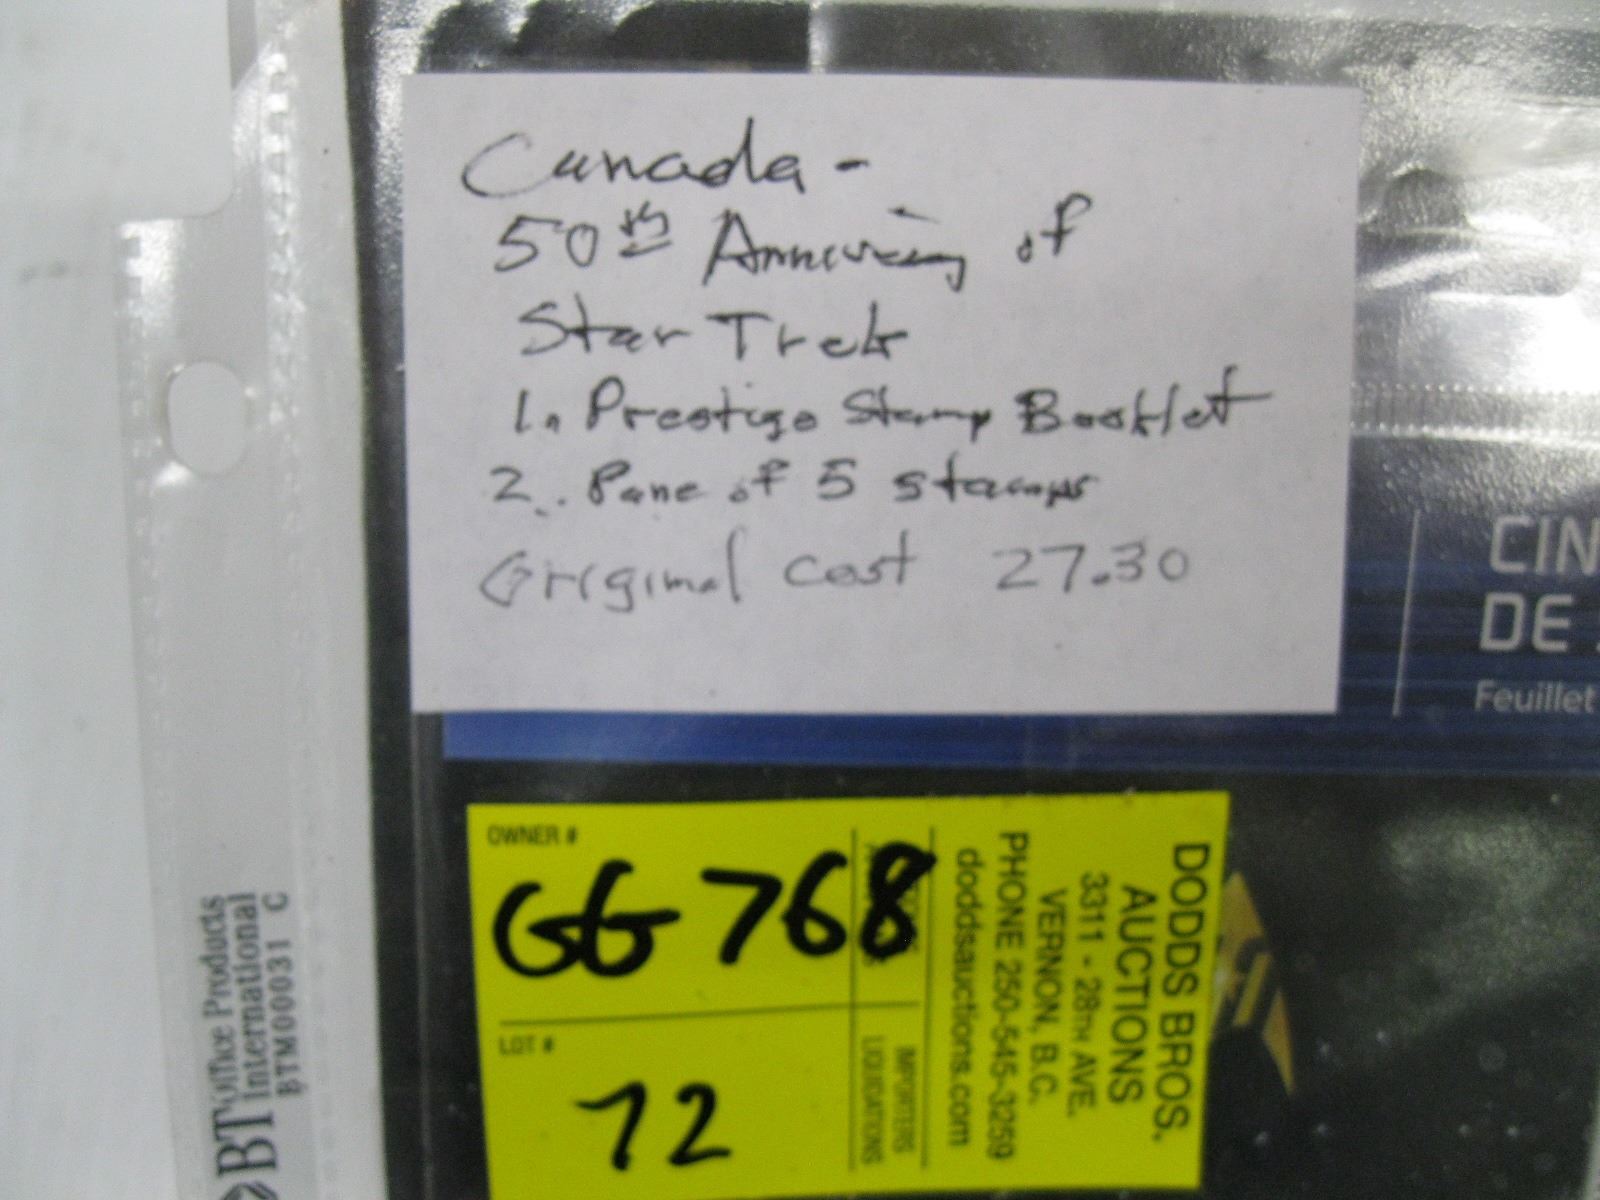 Canada -
50th Anniversary of
Star Trek
1. Prestige Stamp Booklet
2. Pane of 5 stamps
Original cost 27.30
CIN
DE
Feuillet
OWNER #
GG 768
LOT #
72
IMPORTERS
LIQUIDATIONS
DODDS BROS.
AUCTIONS
3311 - 28TH AVE.
VERNON, B.C.
PHONE 250-545-3259
doddsauctions.com
BT Office Products
International
BTM00031 C